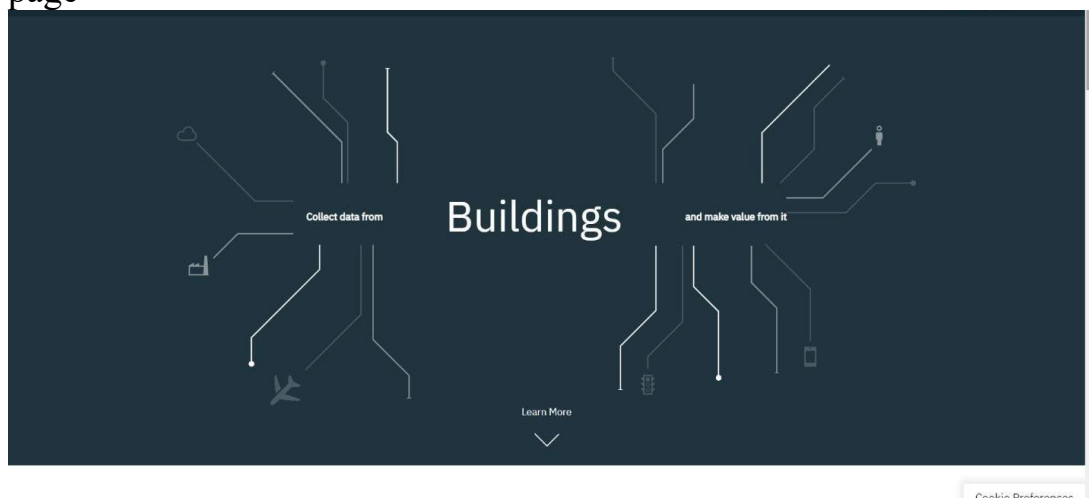 page
Collect data from Buildings and make value from it
Learn More
Cookie Preferences